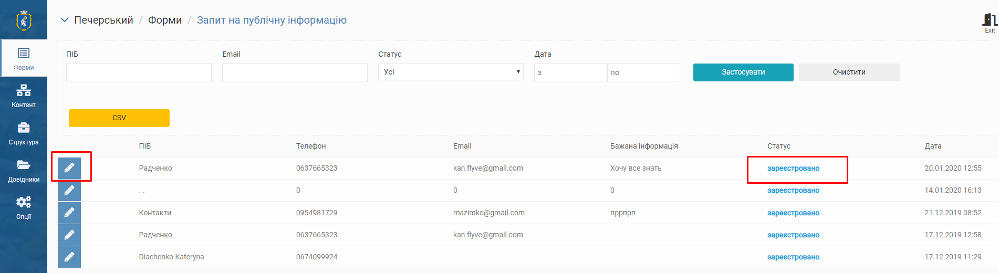 Печерський / Форми / Запит на публічну інформацію
Exit
Форми
Контент
Структура
Довідники
Опції
ПІБ Email Статус Дата
Усі з по Застосувати Очистити
CSV
ПІБ Телефон Email Бажана інформація Статус Дата
Радченко 0637665323 kan.flyve@gmail.com Хочу все знать зареєстровано 20.01.2020 12:55
. . 0 0 0 зареєстровано 14.01.2020 16:13
Контакти 0954981729 rnazimko@gmail.com пррпрп зареєстровано 21.12.2019 08:52
Радченко 0637665323 kan.flyve@gmail.com зареєстровано 17.12.2019 12:58
Diachenko Kateryna 0674099924 зареєстровано 17.12.2019 11:29